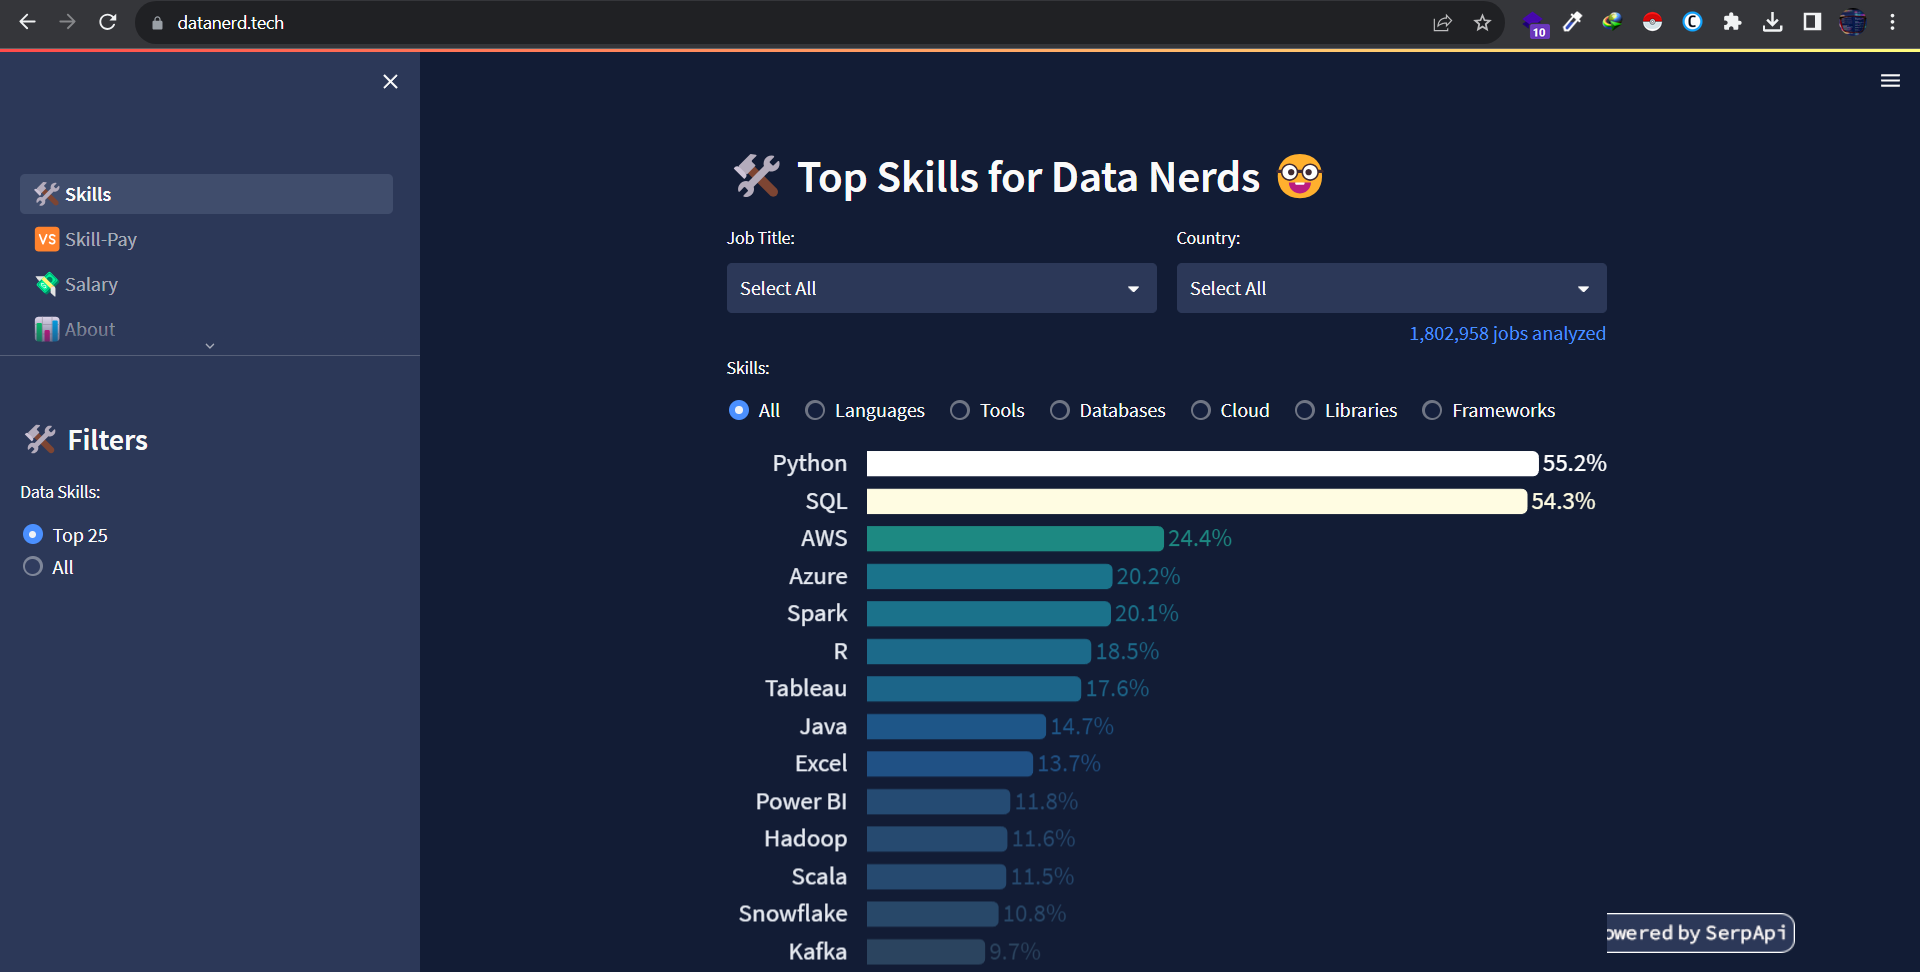 datanerd.tech
10
Skills
VS Skill-Pay
Salary
About
Filters
Data Skills:
Top 25
All
Top Skills for Data Nerds
Job Title:
Country:
Select All
Select All
1,802,958 jobs analyzed
Skills:
All Languages Tools Databases Cloud Libraries Frameworks
Python 55.2%
SQL 54.3%
AWS 24.4%
Azure 20.2%
Spark 20.1%
R 18.5%
Tableau 17.6%
Java 14.7%
Excel 13.7%
Power BI 11.8%
Hadoop 11.6%
Scala 11.5%
Snowflake 10.8%
Kafka 9.7%
owered by SerpApi